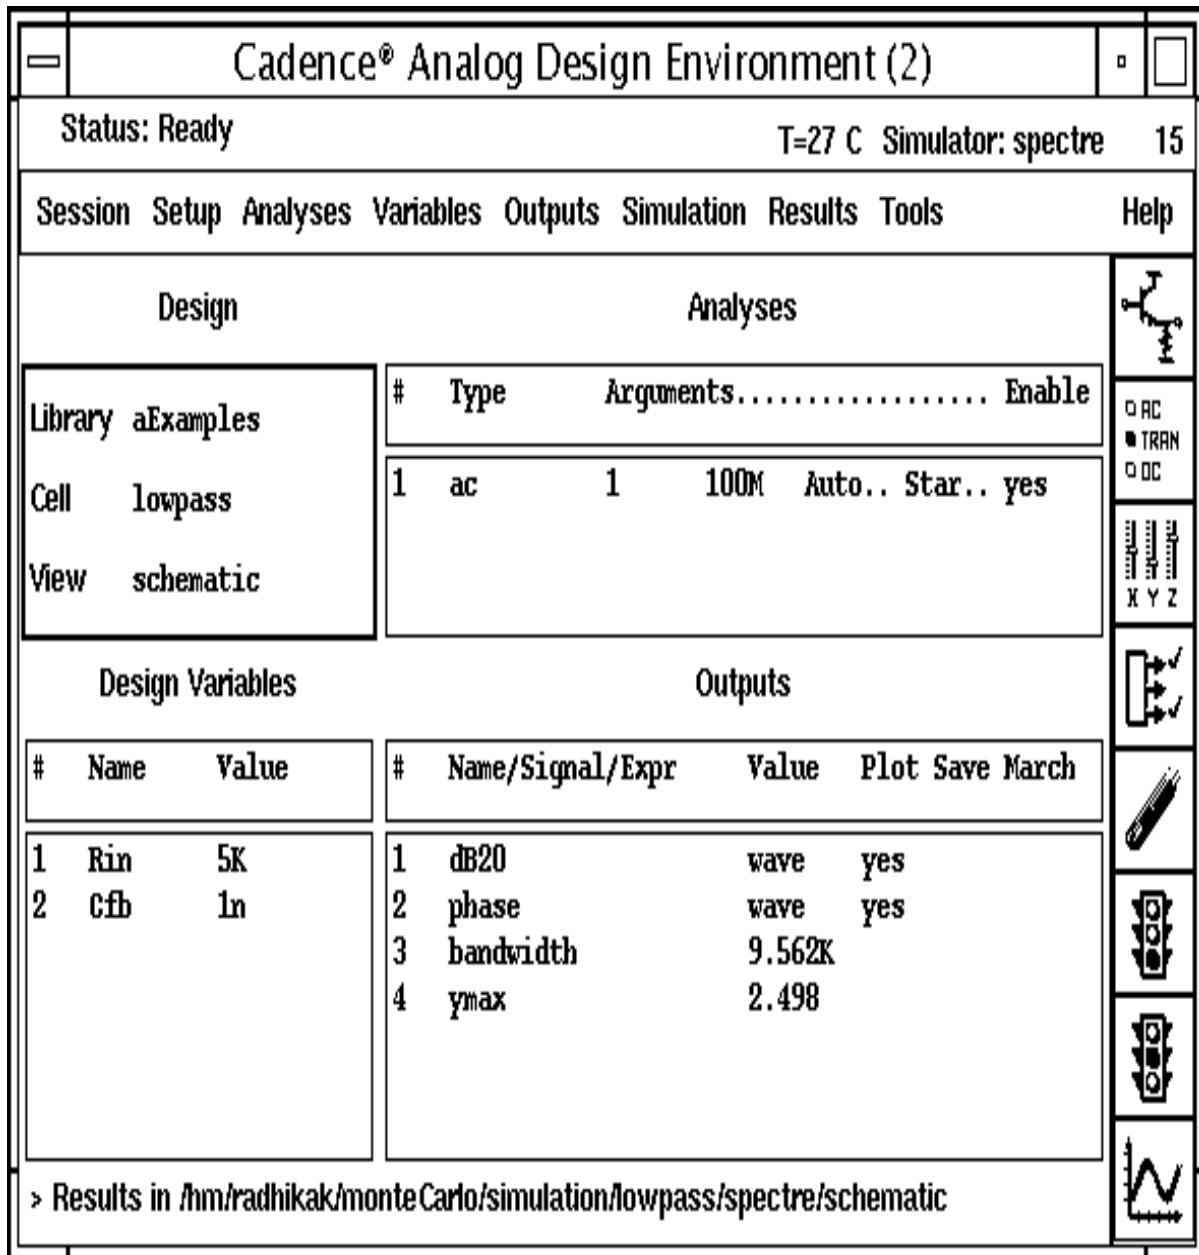 Cadence® Analog Design Environment (2)
Status: Ready
T=27 C Simulator: spectre 15
Session Setup Analyses Variables Outputs Simulation Results Tools Help
Design
Analyses
Library aExamples
Cell lowpass
View schematic
# Type Arguments.................. Enable
1 ac 1 100M Auto.. Star.. yes
AC
TRAN
DC
X Y Z
Design Variables
Outputs
# Name Value
1 Rin 5K
2 Cfb 1n
# Name/Signal/Expr Value Plot Save March
1 dB20 wave yes
2 phase wave yes
3 bandwidth 9.562K
4 ymax 2.498
> Results in /hm/radhikak/monteCarlo/simulation/lowpass/spectre/schematic